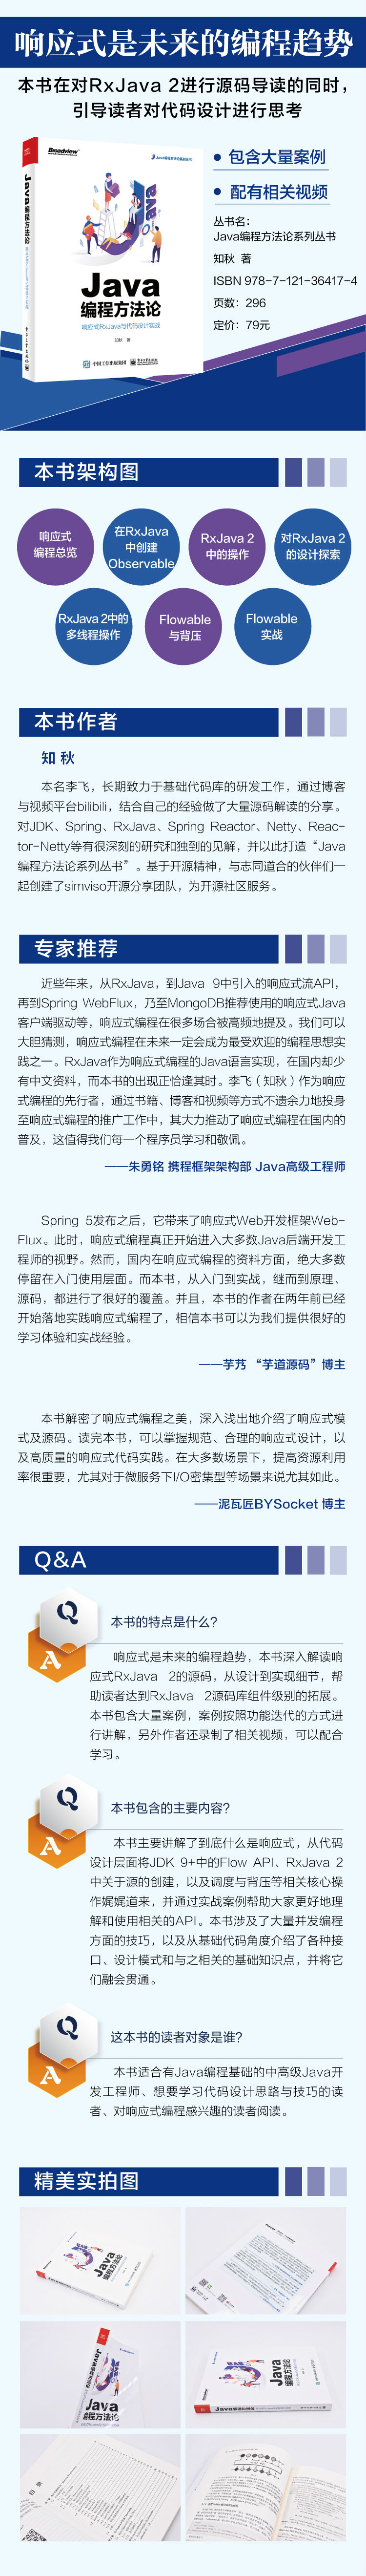 响应式是未来的编程趋势
本书在对RxJava 2进行源码导读的同时，
引导读者对代码设计进行思考
Broadview
Java编程方法论系列丛书
Java编程方法论
Java
编程方法论
响应式RxJava与代码设计实战
知秋 著
中国工信出版集团 电子工业出版社
包含大量案例
配有相关视频
丛书名：
Java编程方法论系列丛书
知秋 著
ISBN 978-7-121-36417-4
页数：296
定价：79元
本书架构图
响应式
编程总览
在RxJava
中创建
Observable
RxJava 2
中的操作
对RxJava 2
的设计探索
RxJava 2中的
多线程操作
Flowable
与背压
Flowable
实战
本书作者
知 秋
本名李飞，长期致力于基础代码库的研发工作，通过博客
与视频平台bilibili，结合自己的经验做了大量源码解读的分享。
对JDK、Spring、RxJava、Spring Reactor、Netty、Reac-
tor-Netty等有很深刻的研究和独到的见解，并以此打造“Java
编程方法论系列丛书”。基于开源精神，与志同道合的伙伴们一
起创建了simviso开源分享团队，为开源社区服务。
专家推荐
近些年来，从RxJava，到Java 9中引入的响应式流API，
再到Spring WebFlux，乃至MongoDB推荐使用的响应式Java
客户端驱动等，响应式编程在很多场合被高频地提及。我们可以
大胆猜测，响应式编程在未来一定会成为最受欢迎的编程思想实
践之一。RxJava作为响应式编程的Java语言实现，在国内却少
有中文资料，而本书的出现正恰逢其时。李飞（知秋）作为响应
式编程的先行者，通过书籍、博客和视频等方式不遗余力地投身
至响应式编程的推广工作中，其大力推动了响应式编程在国内的
普及，这值得我们每一个程序员学习和敬佩。
——朱勇铭 携程框架架构部 Java高级工程师
Spring 5发布之后，它带来了响应式Web开发框架Web-
Flux。此时，响应式编程真正开始进入大多数Java后端开发工
程师的视野。然而，国内在响应式编程的资料方面，绝大多数
停留在入门使用层面。而本书，从入门到实战，继而到原理、
源码，都进行了很好的覆盖。并且，本书的作者在两年前已经
开始落地实践响应式编程了，相信本书可以为我们提供很好的
学习体验和实战经验。
——芋艿 “芋道源码”博主
本书解密了响应式编程之美，深入浅出地介绍了响应式模
式及源码。读完本书，可以掌握规范、合理的响应式设计，以
及高质量的响应式代码实践。在大多数场景下，提高资源利用
率很重要，尤其对于微服务下I/O密集型等场景来说尤其如此。
——泥瓦匠BYSocket 博主
Q&A
Q
本书的特点是什么？
A
响应式是未来的编程趋势，本书深入解读响
应式RxJava 2的源码，从设计到实现细节，帮
助读者达到RxJava 2源码库组件级别的拓展。
本书包含大量案例，案例按照功能迭代的方式进
行讲解，另外作者还录制了相关视频，可以配合
学习。
Q
本书包含的主要内容？
A
本书主要讲解了到底什么是响应式，从代码
设计层面将JDK 9+中的Flow API、RxJava 2
中关于源的创建，以及调度与背压等相关核心操
作娓娓道来，并通过实战案例帮助大家更好地理
解和使用相关的API。本书涉及了大量并发编程
方面的技巧，以及从基础代码角度介绍了各种接
口、设计模式和与之相关的基础知识点，并将它
们融会贯通。
Q
这本书的读者对象是谁？
A
本书适合有Java编程基础的中高级Java开
发工程师、想要学习代码设计思路与技巧的读
者、对响应式编程感兴趣的读者阅读。
精美实拍图
Java
编程方法论
Java
编程方法论
Java
编程方法论
Java编程方法论